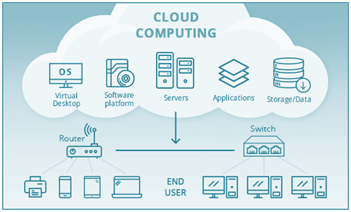 CLOUD
COMPUTING
OS
Virtual
Desktop
Software
platform
Servers
Applications
Storage/Data
Router
Switch
END
USER